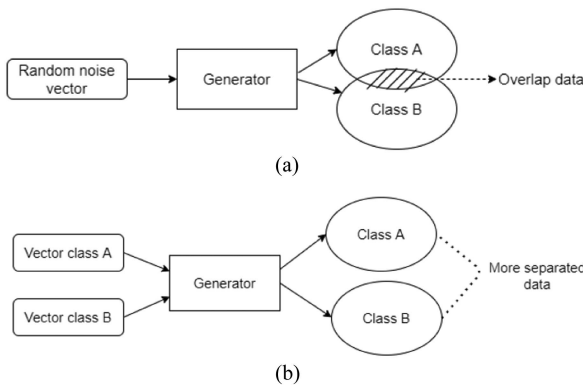 Random noise
vector
Generator
Class A
Class B
Overlap data
(a)
Vector class A
Vector class B
Generator
Class A
Class B
More separated
data
(b)